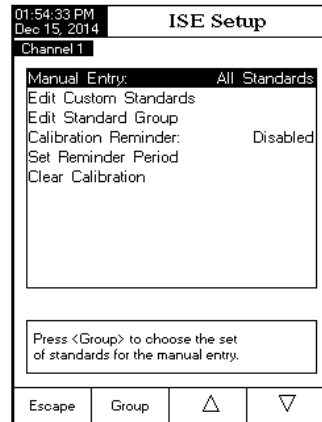 01:54:33 PM
Dec 15, 2014
ISE Setup
Channel 1
Manual Entry: All Standards
Edit Custom Standards
Edit Standard Group
Calibration Reminder: Disabled
Set Reminder Period
Clear Calibration
Press <Group> to choose the set
of standards for the manual entry.
Escape Group △ ▽